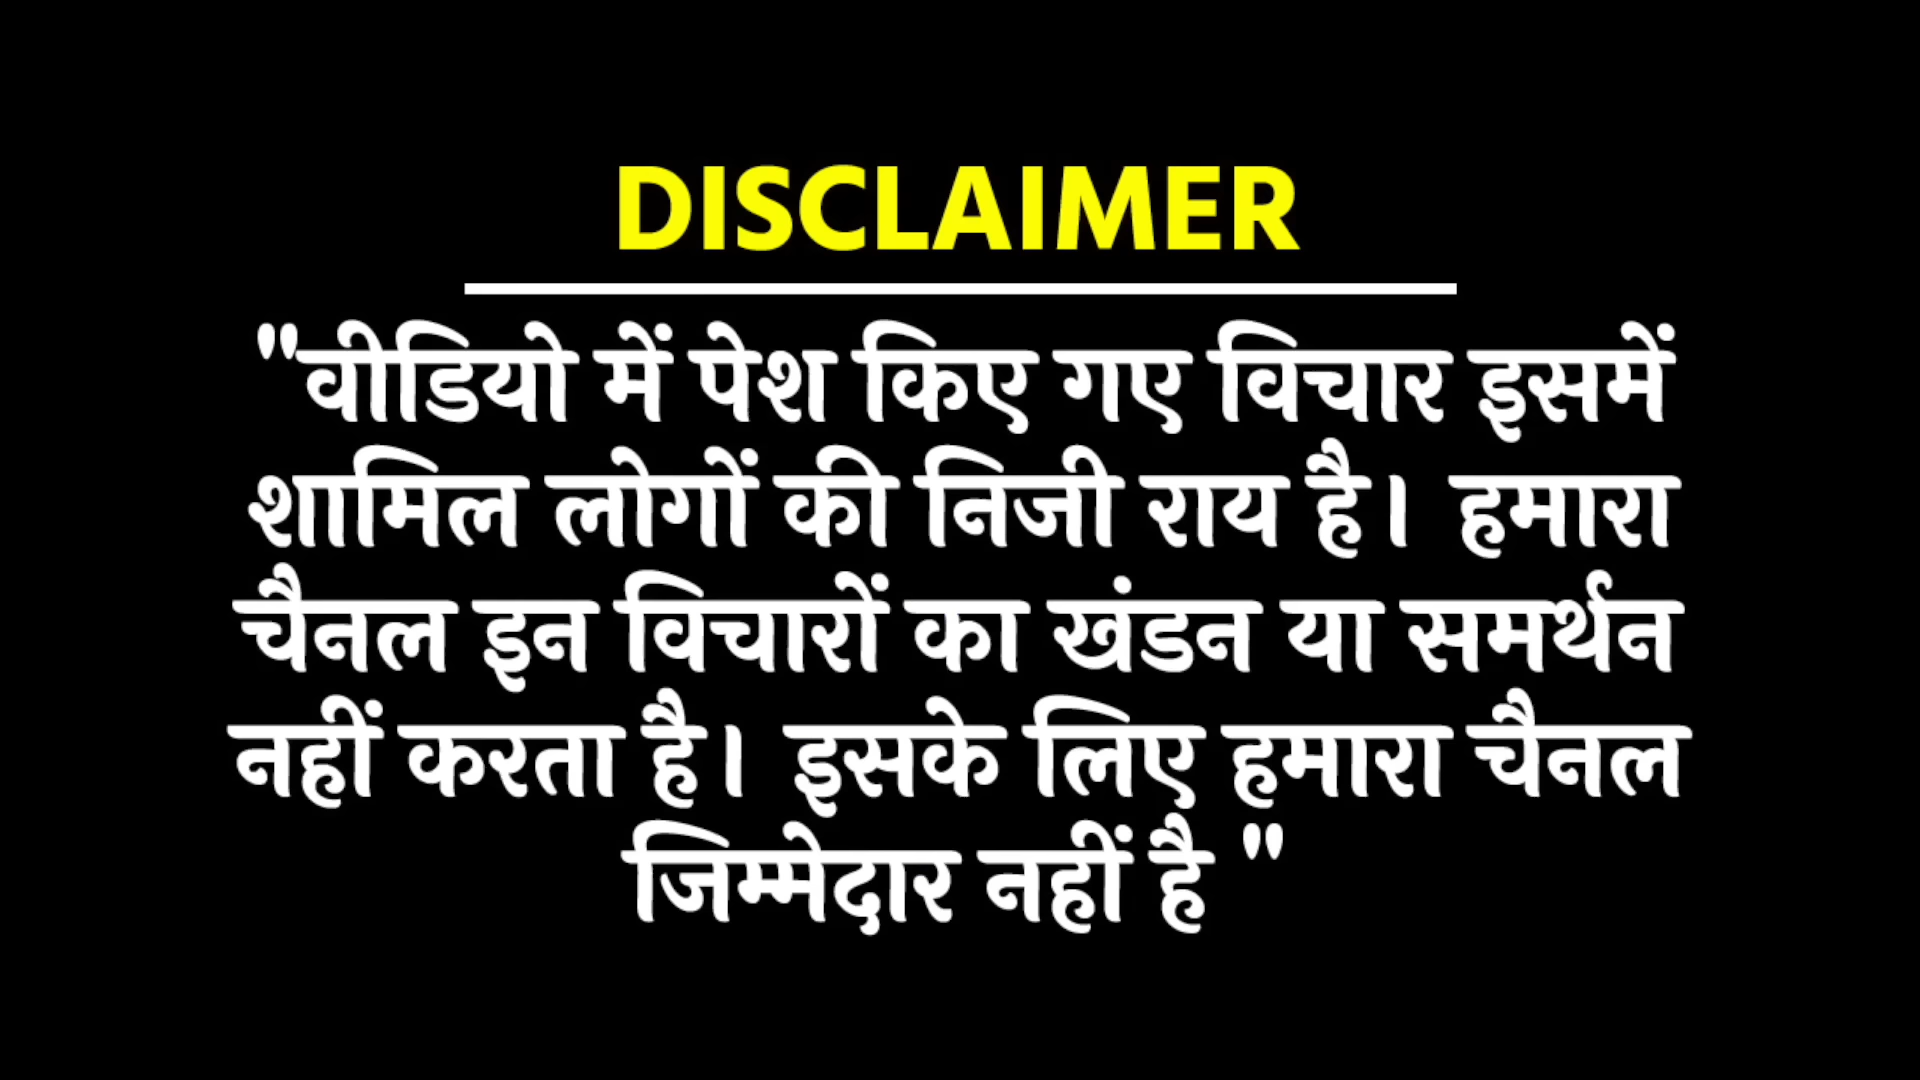 DISCLAIMER
"वीडियो में पेश किए गए विचार इसमें
शामिल लोगों की निजी राय है। हमारा
चैनल इन विचारों का खंडन या समर्थन
नहीं करता है। इसके लिए हमारा चैनल
जिम्मेदार नहीं है "